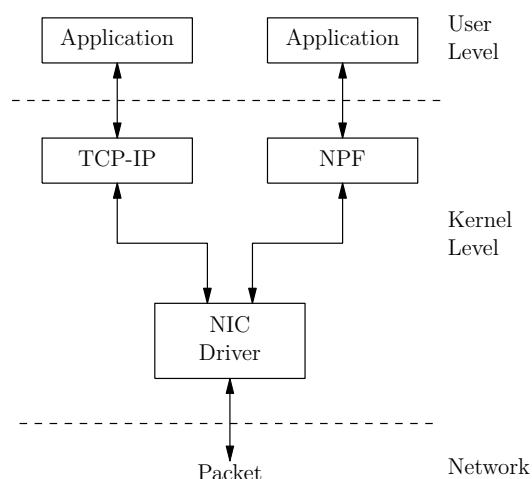 Application
Application
User
Level
TCP-IP
NPF
Kernel
Level
NIC
Driver
Packet
Network